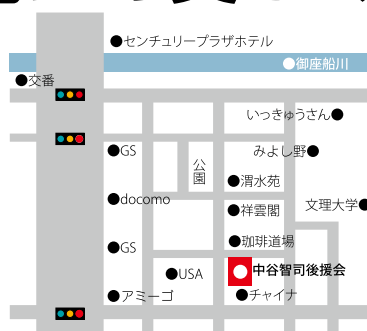 センチュリープラザホテル
御座船川
交番
いっきゅうさん
GS
みよし野
公園
渭水苑
docomo
祥雲閣
文理大学
珈琲道場
GS
中谷智司後援会
USA
アミーゴ
チャイナ